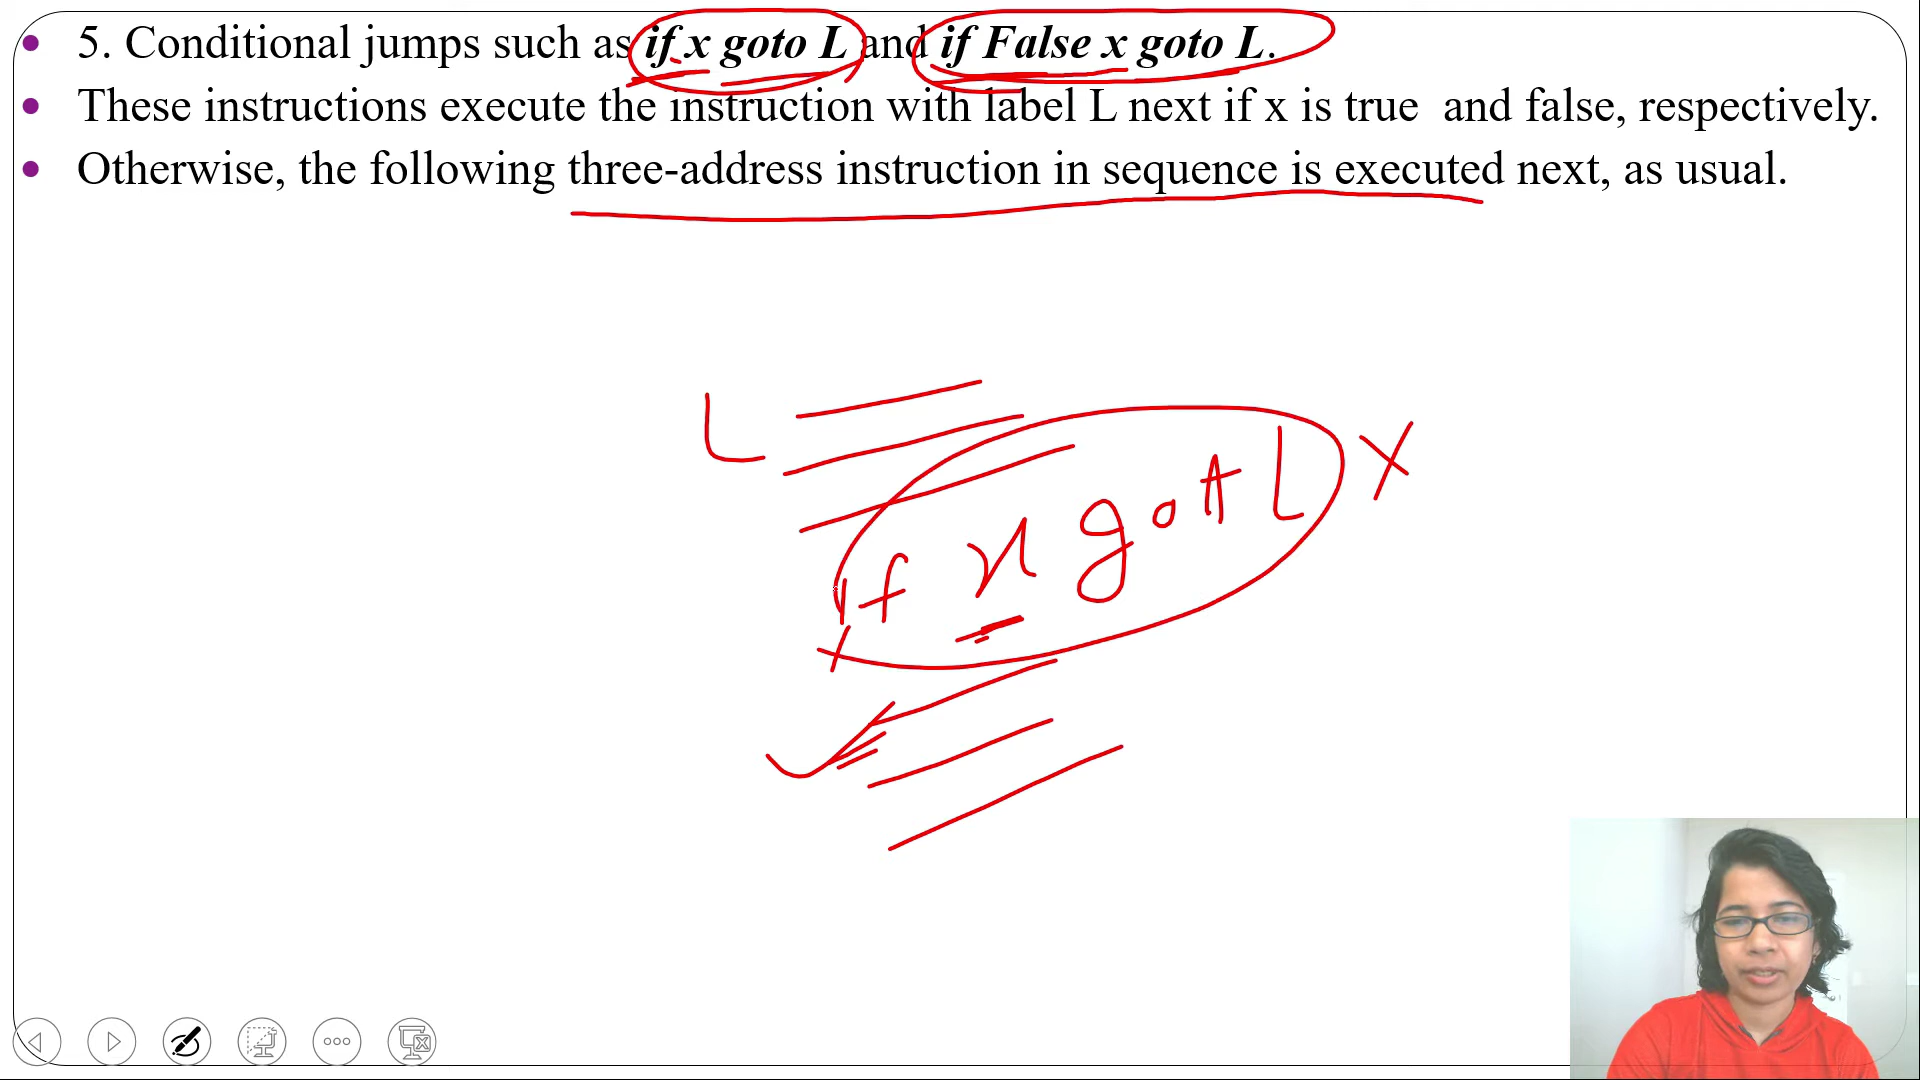 5. Conditional jumps such as if x goto L and if False x goto L.
These instructions execute the instruction with label L next if x is true and false, respectively.
Otherwise, the following three-address instruction in sequence is executed next, as usual.
L
if x goto L